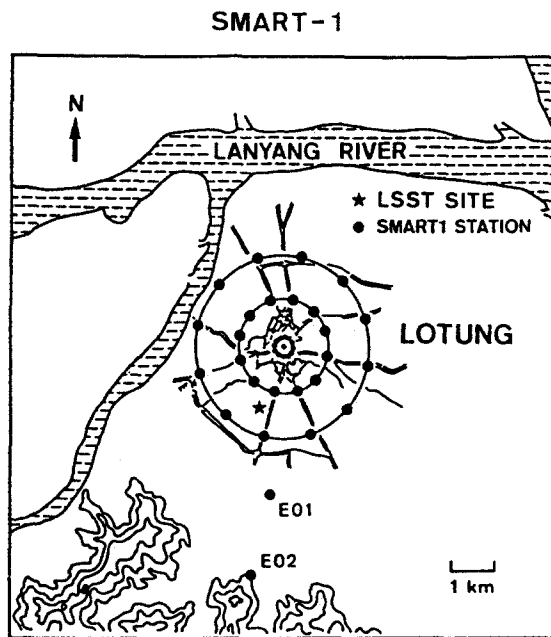 SMART-1
N
LANYANG RIVER
★ LSST SITE
● SMART1 STATION
LOTUNG
E01
E02
1 km